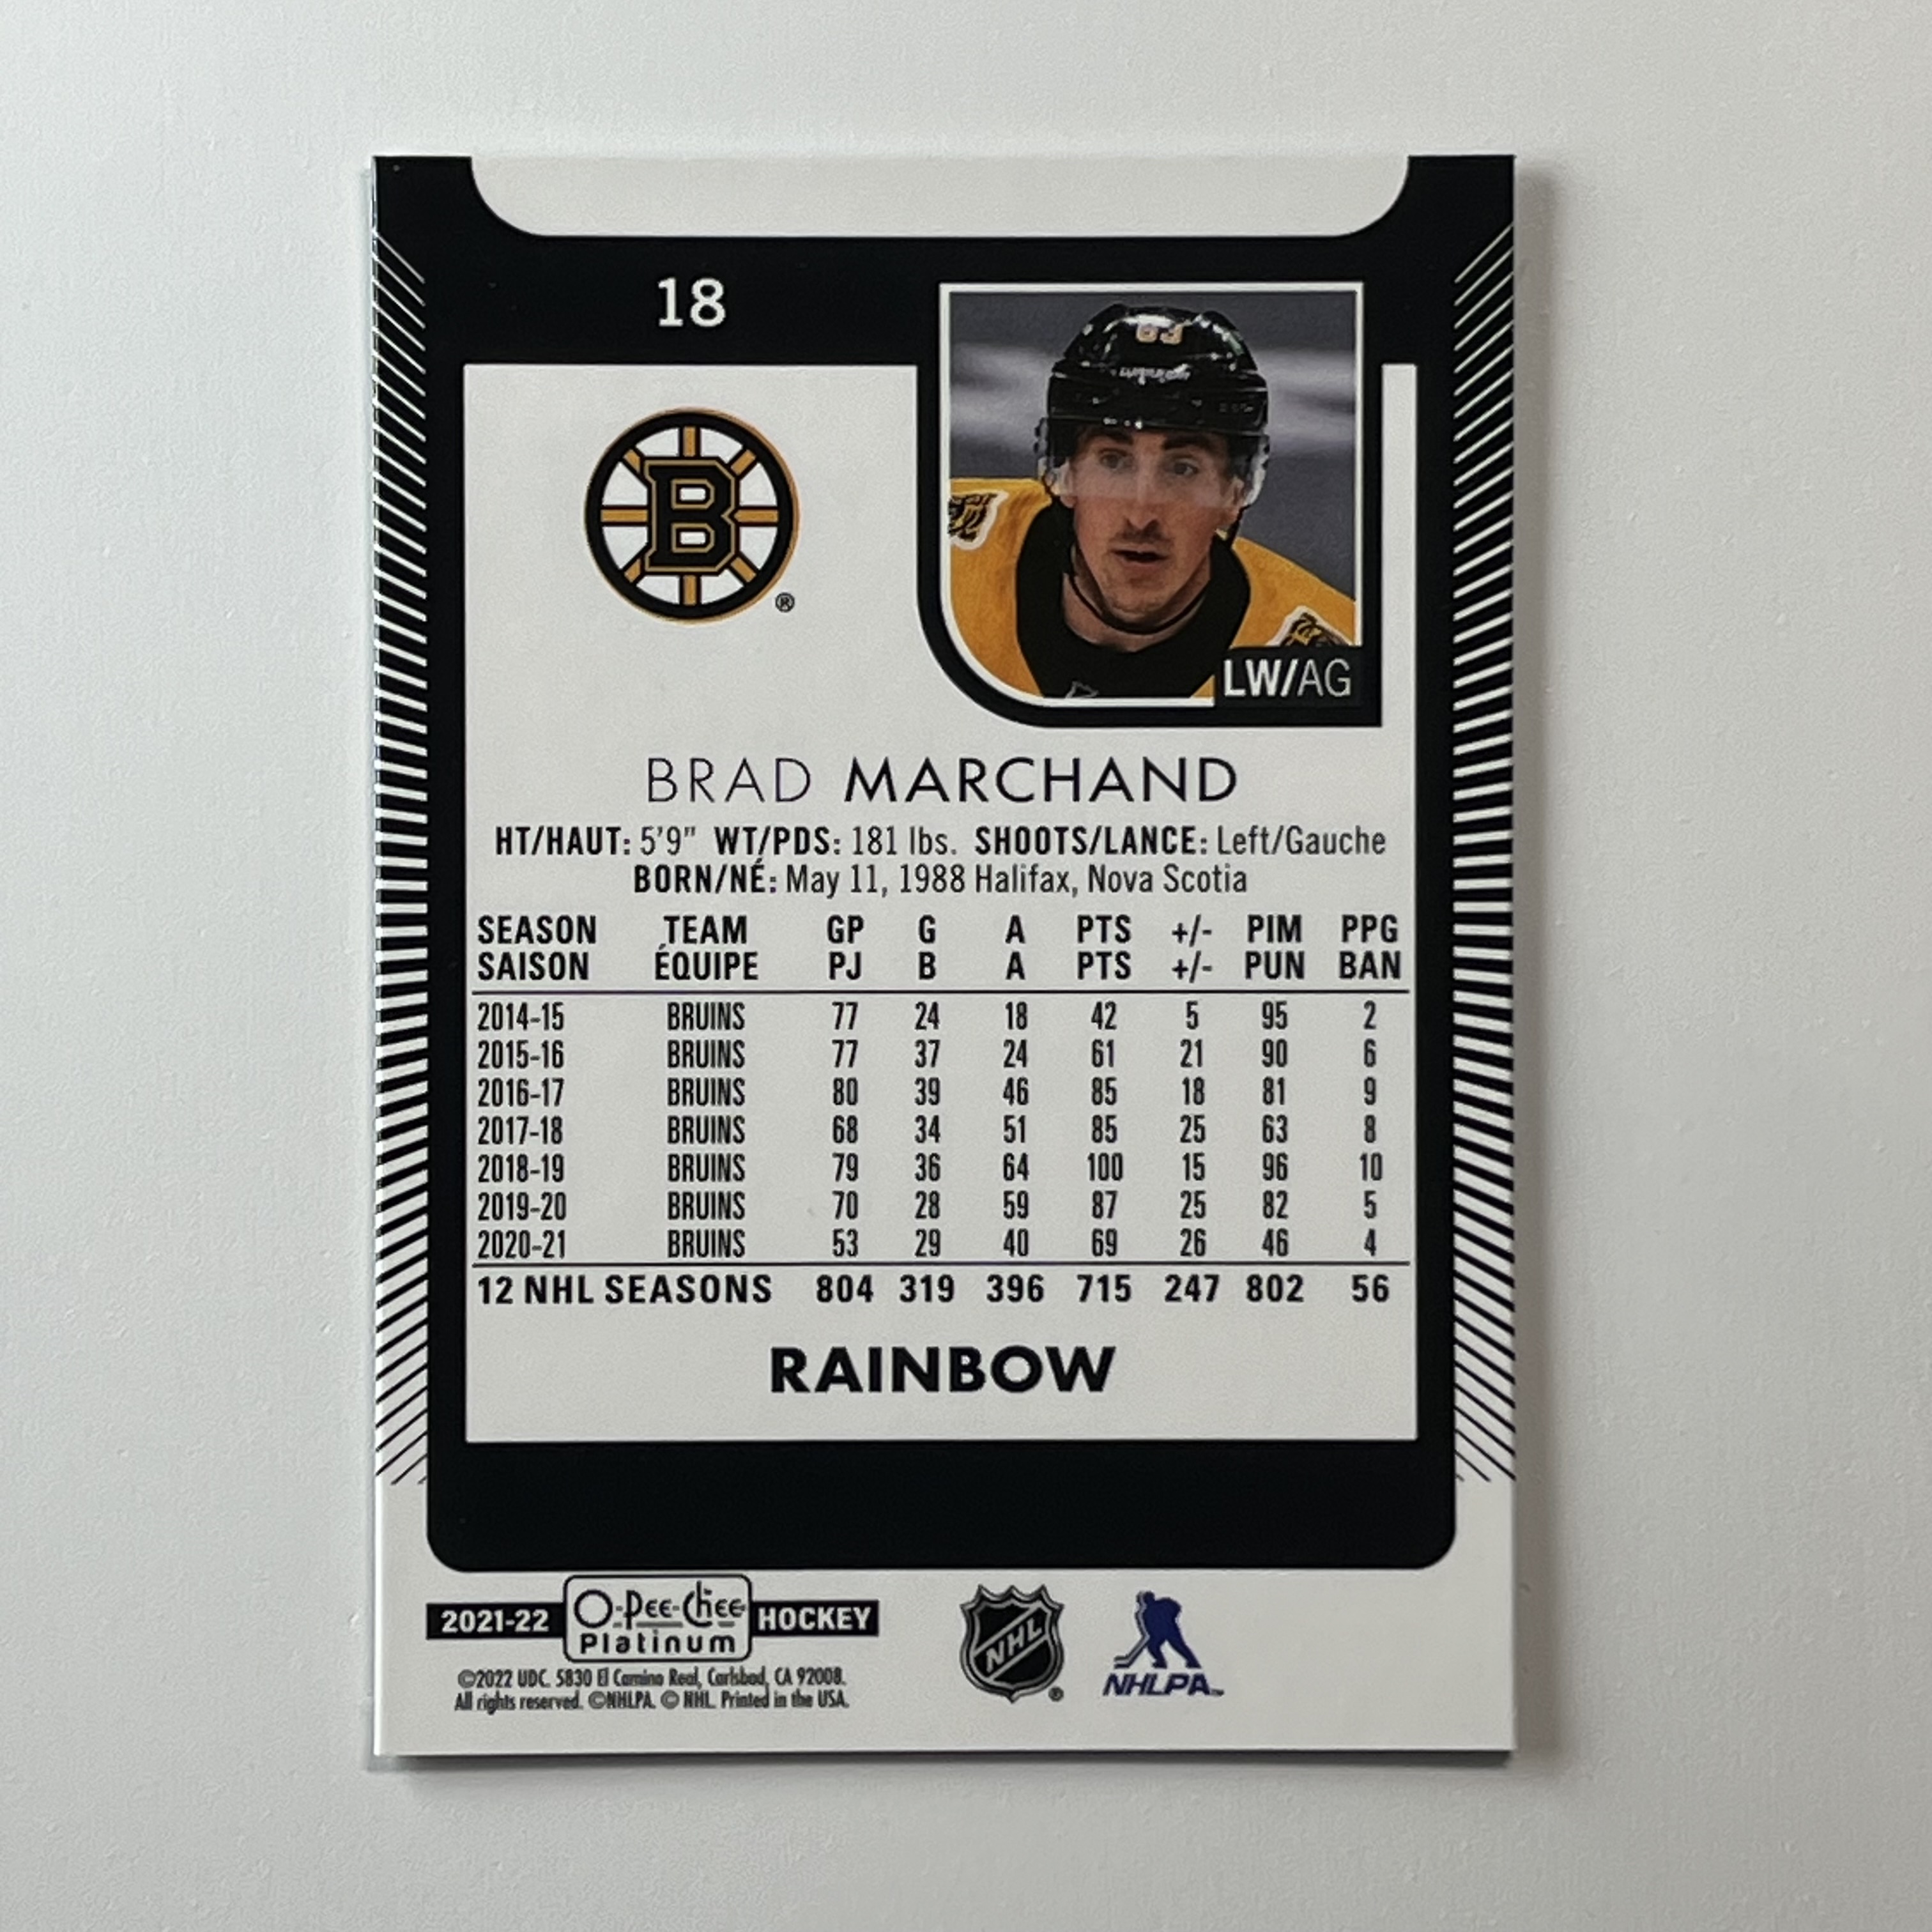 18
63
B
®
LW/AG
BRAD MARCHAND
HT/HAUT: 5'9" WT/PDS: 181 lbs. SHOOTS/LANCE: Left/Gauche
BORN/NÉ: May 11, 1988 Halifax, Nova Scotia
SEASON TEAM GP G A PTS +/- PIM PPG
SAISON ÉQUIPE PJ B A PTS +/- PUN BAN
2014-15 BRUINS 77 24 18 42 5 95 2
2015-16 BRUINS 77 37 24 61 21 90 6
2016-17 BRUINS 80 39 46 85 18 81 9
2017-18 BRUINS 68 34 51 85 25 63 8
2018-19 BRUINS 79 36 64 100 15 96 10
2019-20 BRUINS 70 28 59 87 25 82 5
2020-21 BRUINS 53 29 40 69 26 46 4
12 NHL SEASONS 804 319 396 715 247 802 56
RAINBOW
2021-22 O-Pee-Chee Platinum HOCKEY
©2022 UDC. 5830 El Camino Real, Carlsbad, CA 92008.
All rights reserved. ©NHLPA. © NHL. Printed in the USA.
NHL ®
NHLPA™